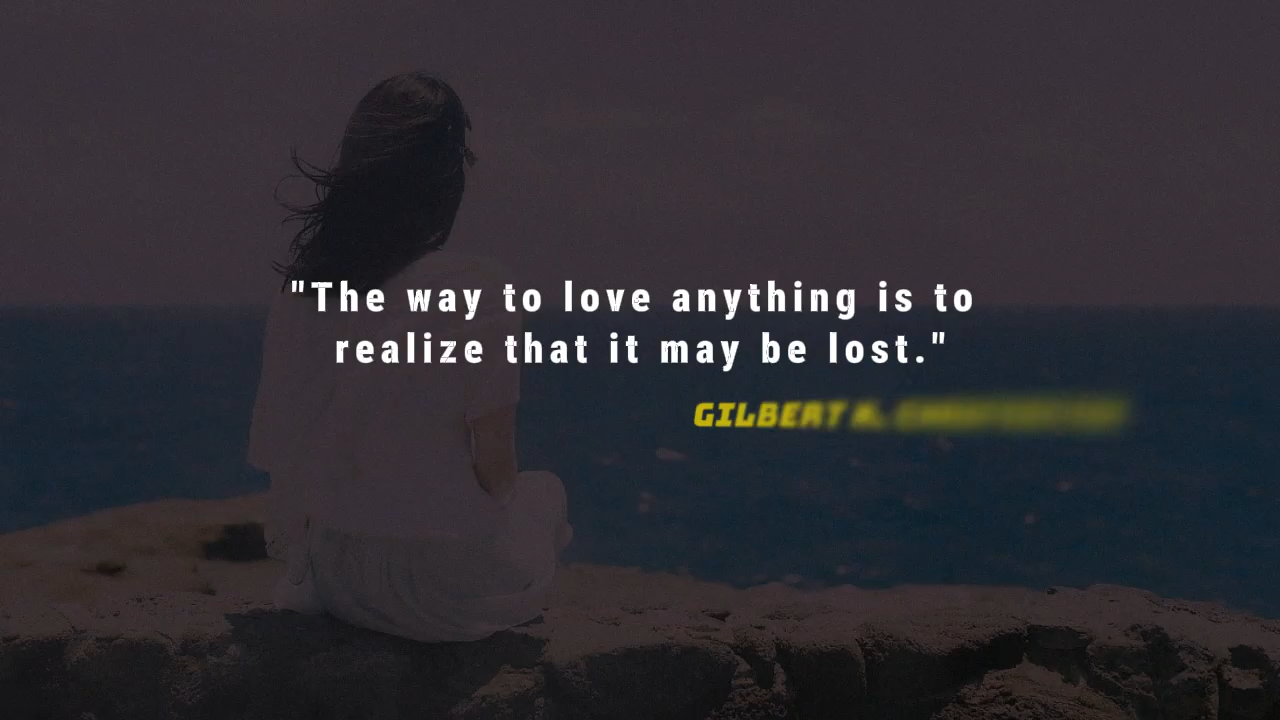 "The way to love anything is to
realize that it may be lost."
GILBERT K.